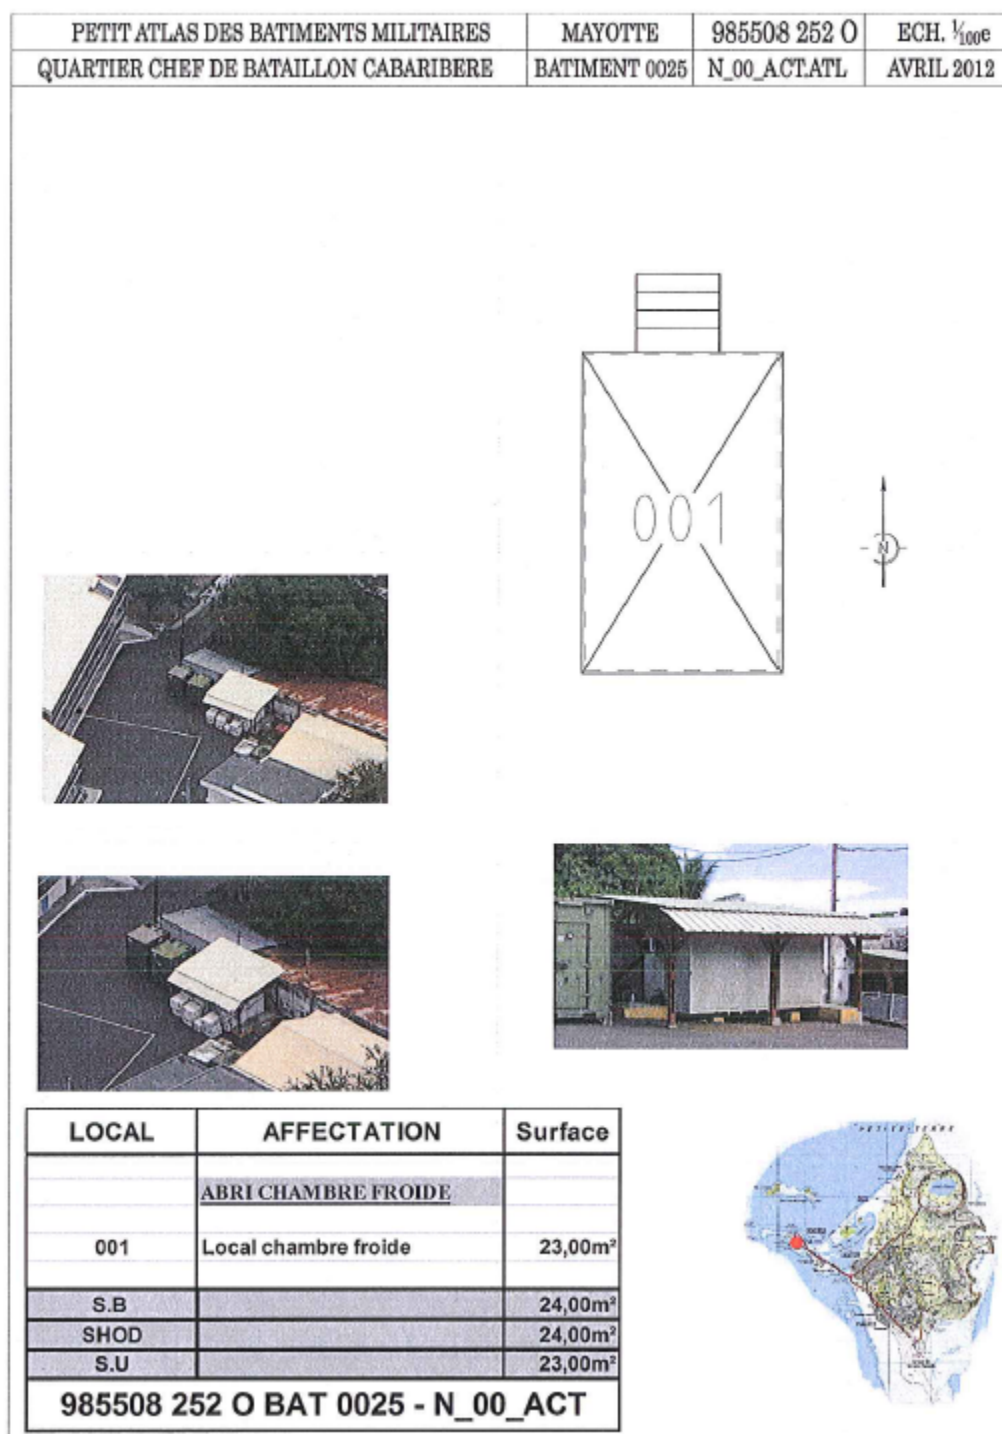 PETIT ATLAS DES BATIMENTS MILITAIRES MAYOTTE 985508 252 O ECH. 1/100e
QUARTIER CHEF DE BATAILLON CABARIBERE BATIMENT 0025 N_00_ACT.ATL AVRIL 2012
001
N
LOCAL AFFECTATION Surface
ABRI CHAMBRE FROIDE
001 Local chambre froide 23,00m²
S.B 24,00m²
SHOD 24,00m²
S.U 23,00m²
985508 252 O BAT 0025 - N_00_ACT